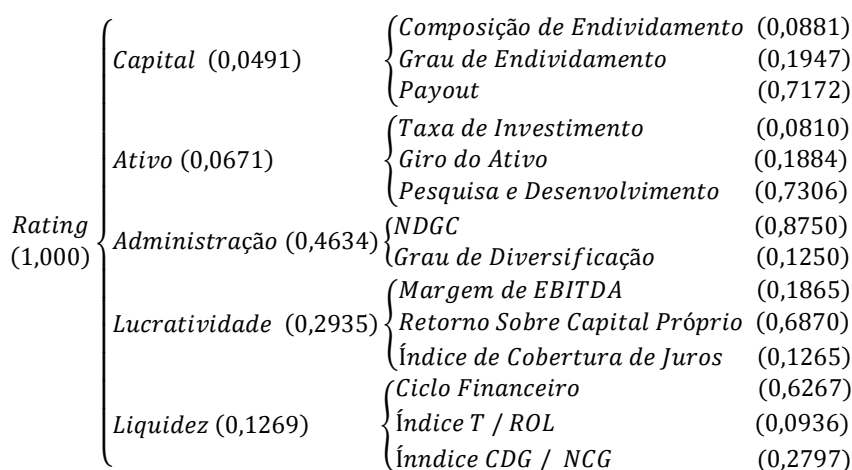 Composição de Endividamento (0,0881)
Capital (0,0491) Grau de Endividamento (0,1947)
Payout (0,7172)
Taxa de Investimento (0,0810)
Ativo (0,0671) Giro do Ativo (0,1884)
Pesquisa e Desenvolvimento (0,7306)
Rating
(1,000)
Administração (0,4634) NDGC (0,8750)
Grau de Diversificação (0,1250)
Margem de EBITDA (0,1865)
Lucratividade (0,2935) Retorno Sobre Capital Próprio (0,6870)
Índice de Cobertura de Juros (0,1265)
Ciclo Financeiro (0,6267)
Liquidez (0,1269) Índice T / ROL (0,0936)
Ínndice CDG / NCG (0,2797)